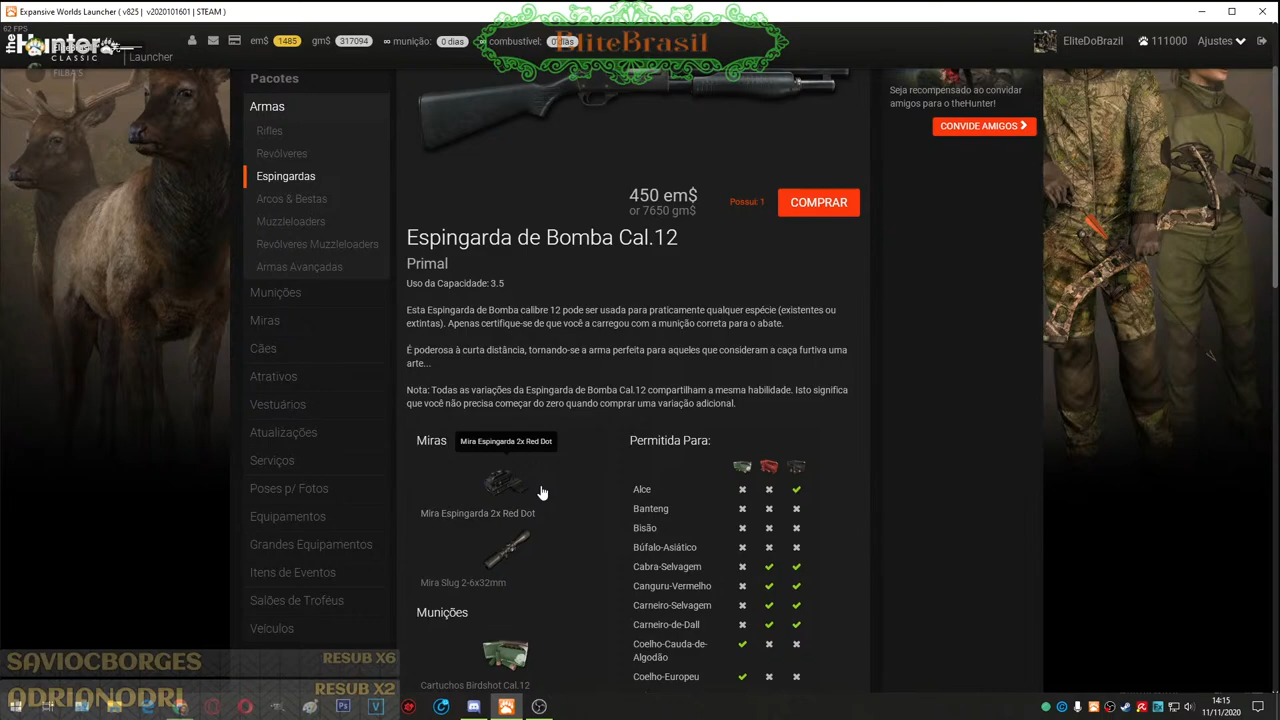 Expansive Worlds Launcher ( v825 | v2020101601 | STEAM )
62 FPS
theHunter
CLASSIC
Launcher
FILBA'S
em$ 1485 gm$ 317094 ∞ munição: 0 dias ∞ combustível: 0 dias
EliteBrasil
EliteDoBrazil 111000 Ajustes
Pacotes
Armas
Rifles
Revólveres
Espingardas
Arcos & Bestas
Muzzleloaders
Revólveres Muzzleloaders
Armas Avançadas
Munições
Miras
Cães
Atrativos
Vestuários
Atualizações
Serviços
Poses p/ Fotos
Equipamentos
Grandes Equipamentos
Itens de Eventos
Salões de Troféus
Veículos
450 em$
or 7650 gm$
Possui: 1
COMPRAR
Espingarda de Bomba Cal.12
Primal
Uso da Capacidade: 3.5
Esta Espingarda de Bomba calibre 12 pode ser usada para praticamente qualquer espécie (existentes ou
extintas). Apenas certifique-se de que você a carregou com a munição correta para o abate.
É poderosa à curta distância, tornando-se a arma perfeita para aqueles que consideram a caça furtiva uma
arte...
Nota: Todas as variações da Espingarda de Bomba Cal.12 compartilham a mesma habilidade. Isto significa
que você não precisa começar do zero quando comprar uma variação adicional.
Miras
Mira Espingarda 2x Red Dot
Mira Espingarda 2x Red Dot
Mira Slug 2-6x32mm
Munições
Cartuchos Birdshot Cal.12
Permitida Para:
Alce
Banteng
Bisão
Búfalo-Asiático
Cabra-Selvagem
Canguru-Vermelho
Carneiro-Selvagem
Carneiro-de-Dall
Coelho-Cauda-de-
Algodão
Coelho-Europeu
Seja recompensado ao convidar
amigos para o theHunter!
CONVIDE AMIGOS
SAVIOCBORGES RESUB X6
ADRIANODRL RESUB X2
14:15
11/11/2020